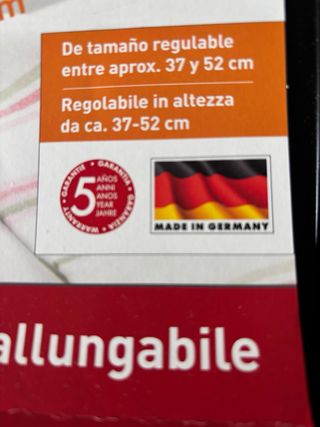 m
De tamaño regulable
entre aprox. 37 y 52 cm
Regolabile in altezza
da ca. 37-52 cm
GARANTIE • GARANTIA • GARANZIA • WARRANTY
5
AÑOS
ANNI
ANOS
YEAR
JAHRE
MADE IN GERMANY
allungabile